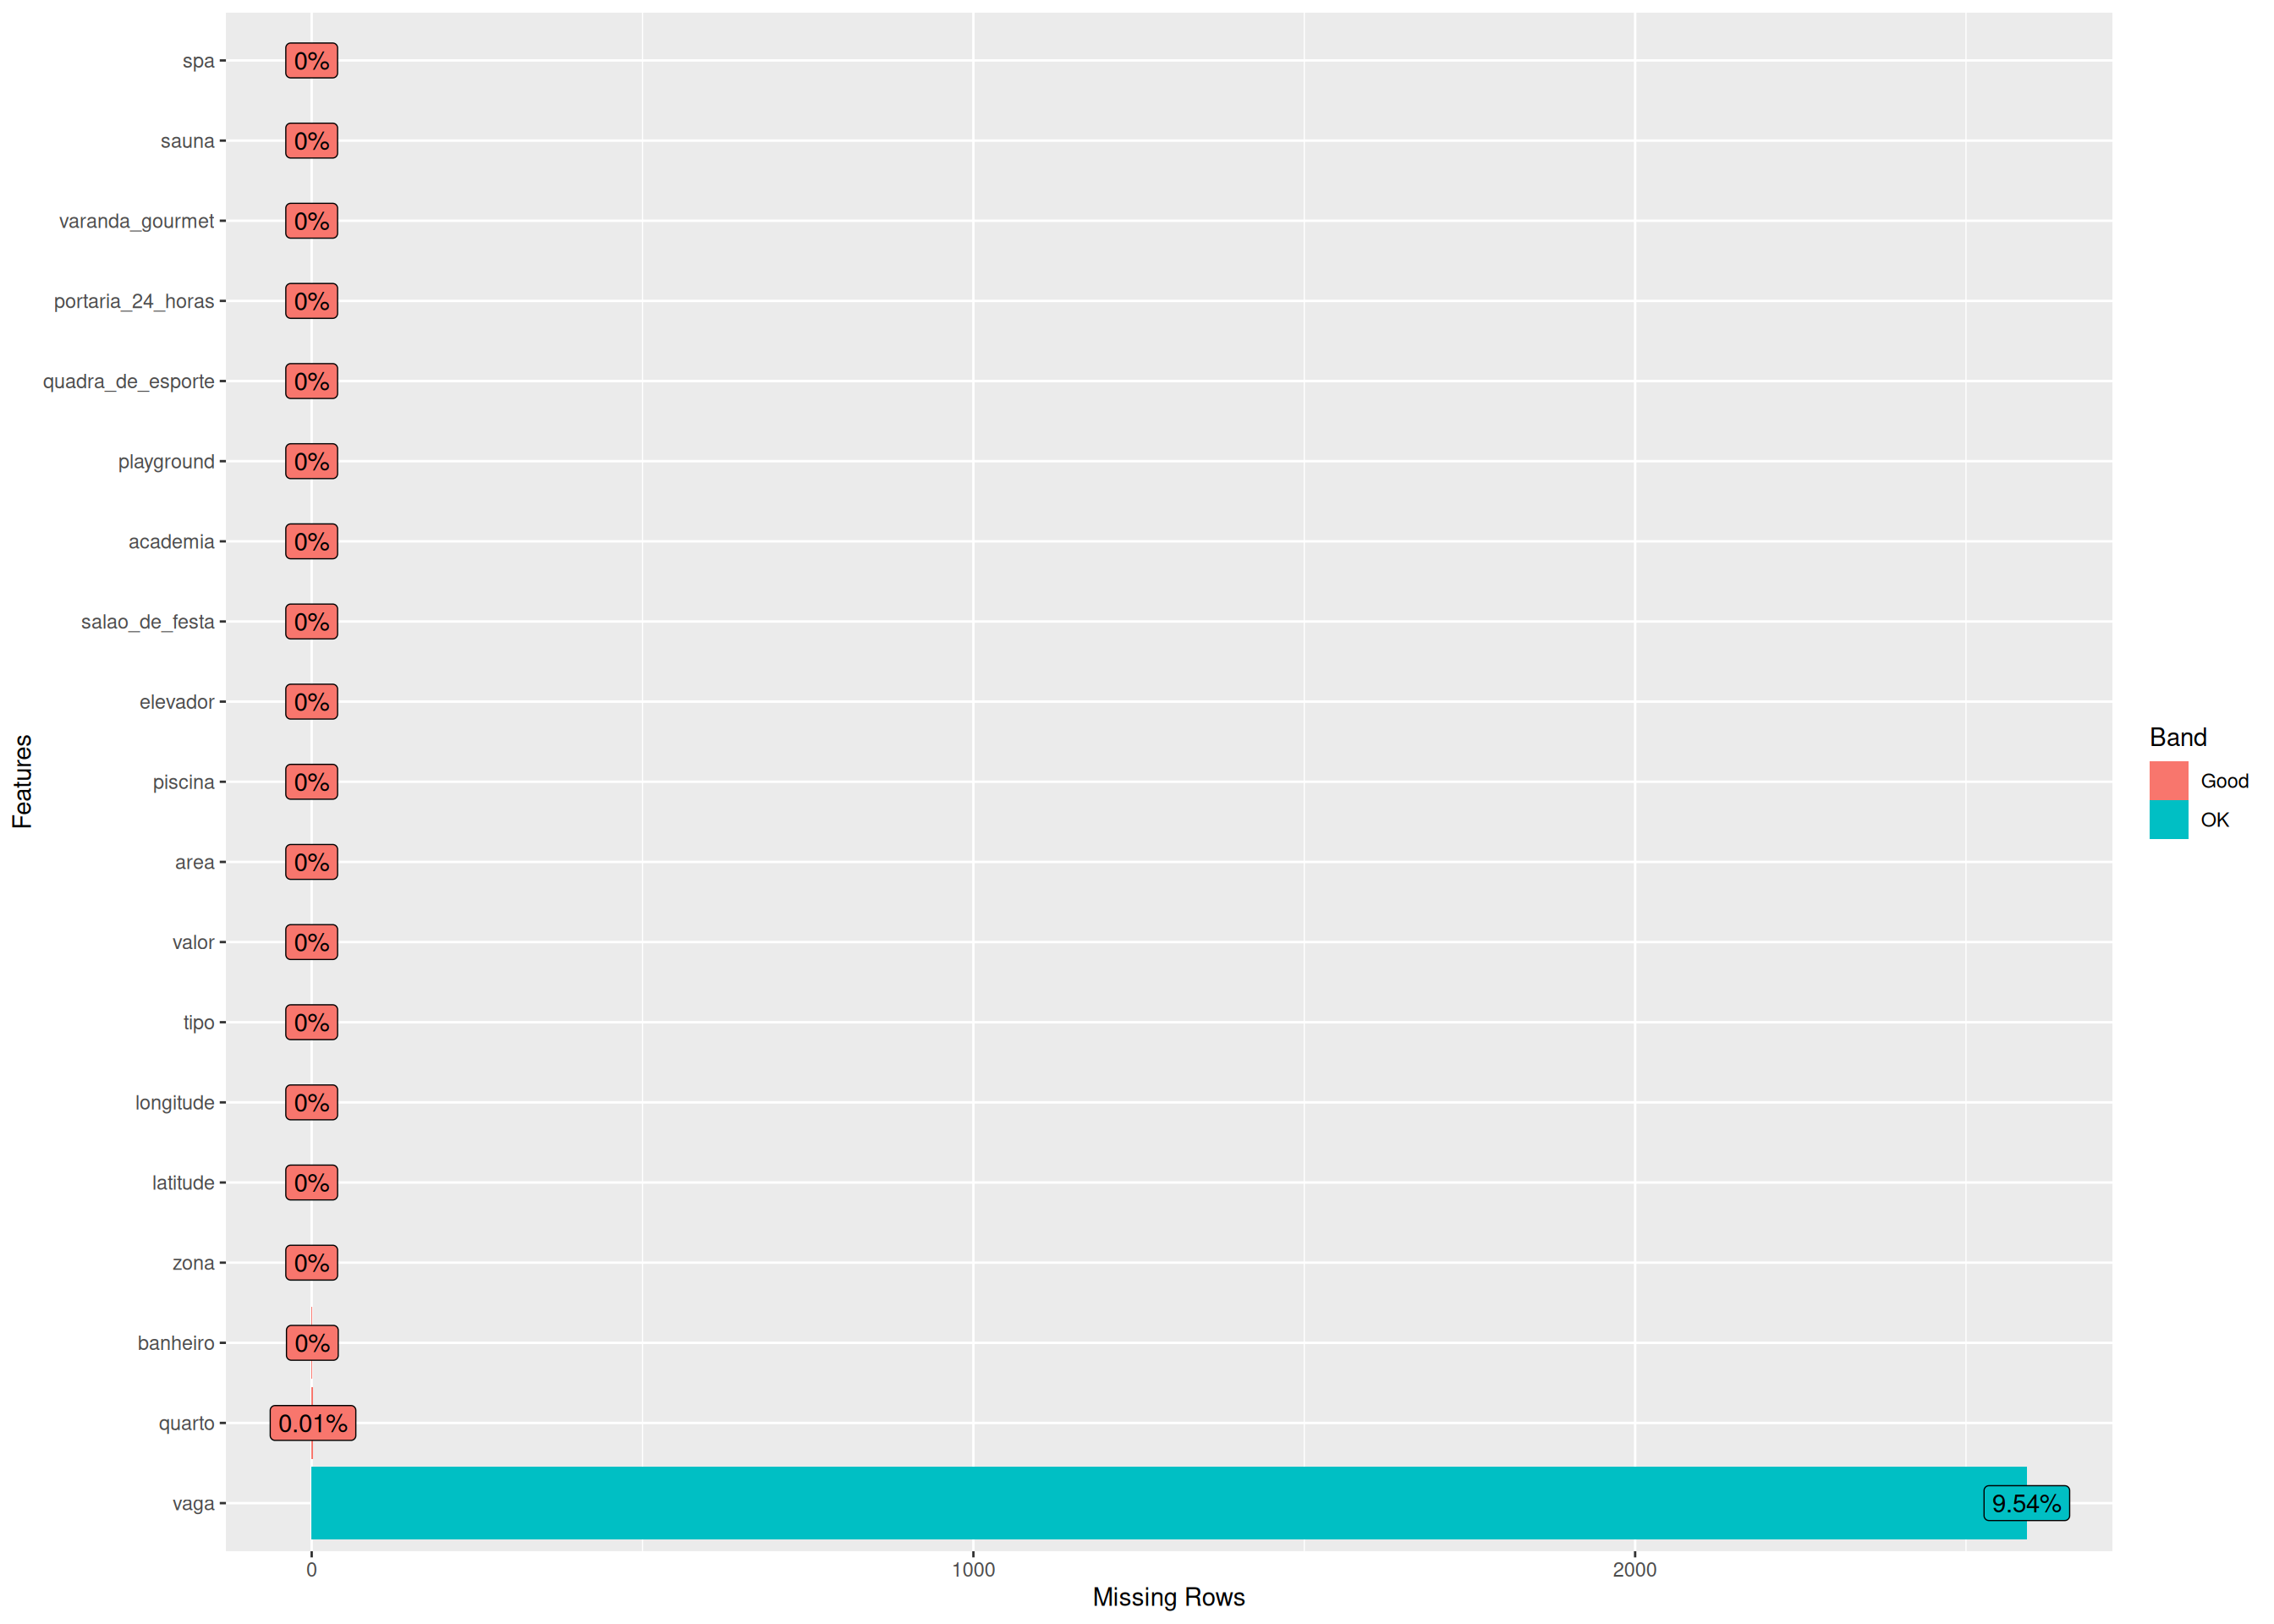 spa 0%
sauna 0%
varanda_gourmet 0%
portaria_24_horas 0%
quadra_de_esporte 0%
playground 0%
academia 0%
salao_de_festa 0%
elevador 0%
piscina 0%
area 0%
valor 0%
tipo 0%
longitude 0%
latitude 0%
zona 0%
banheiro 0%
quarto 0.01%
vaga 9.54%
Features
0 1000 2000
Missing Rows
Band
Good
OK